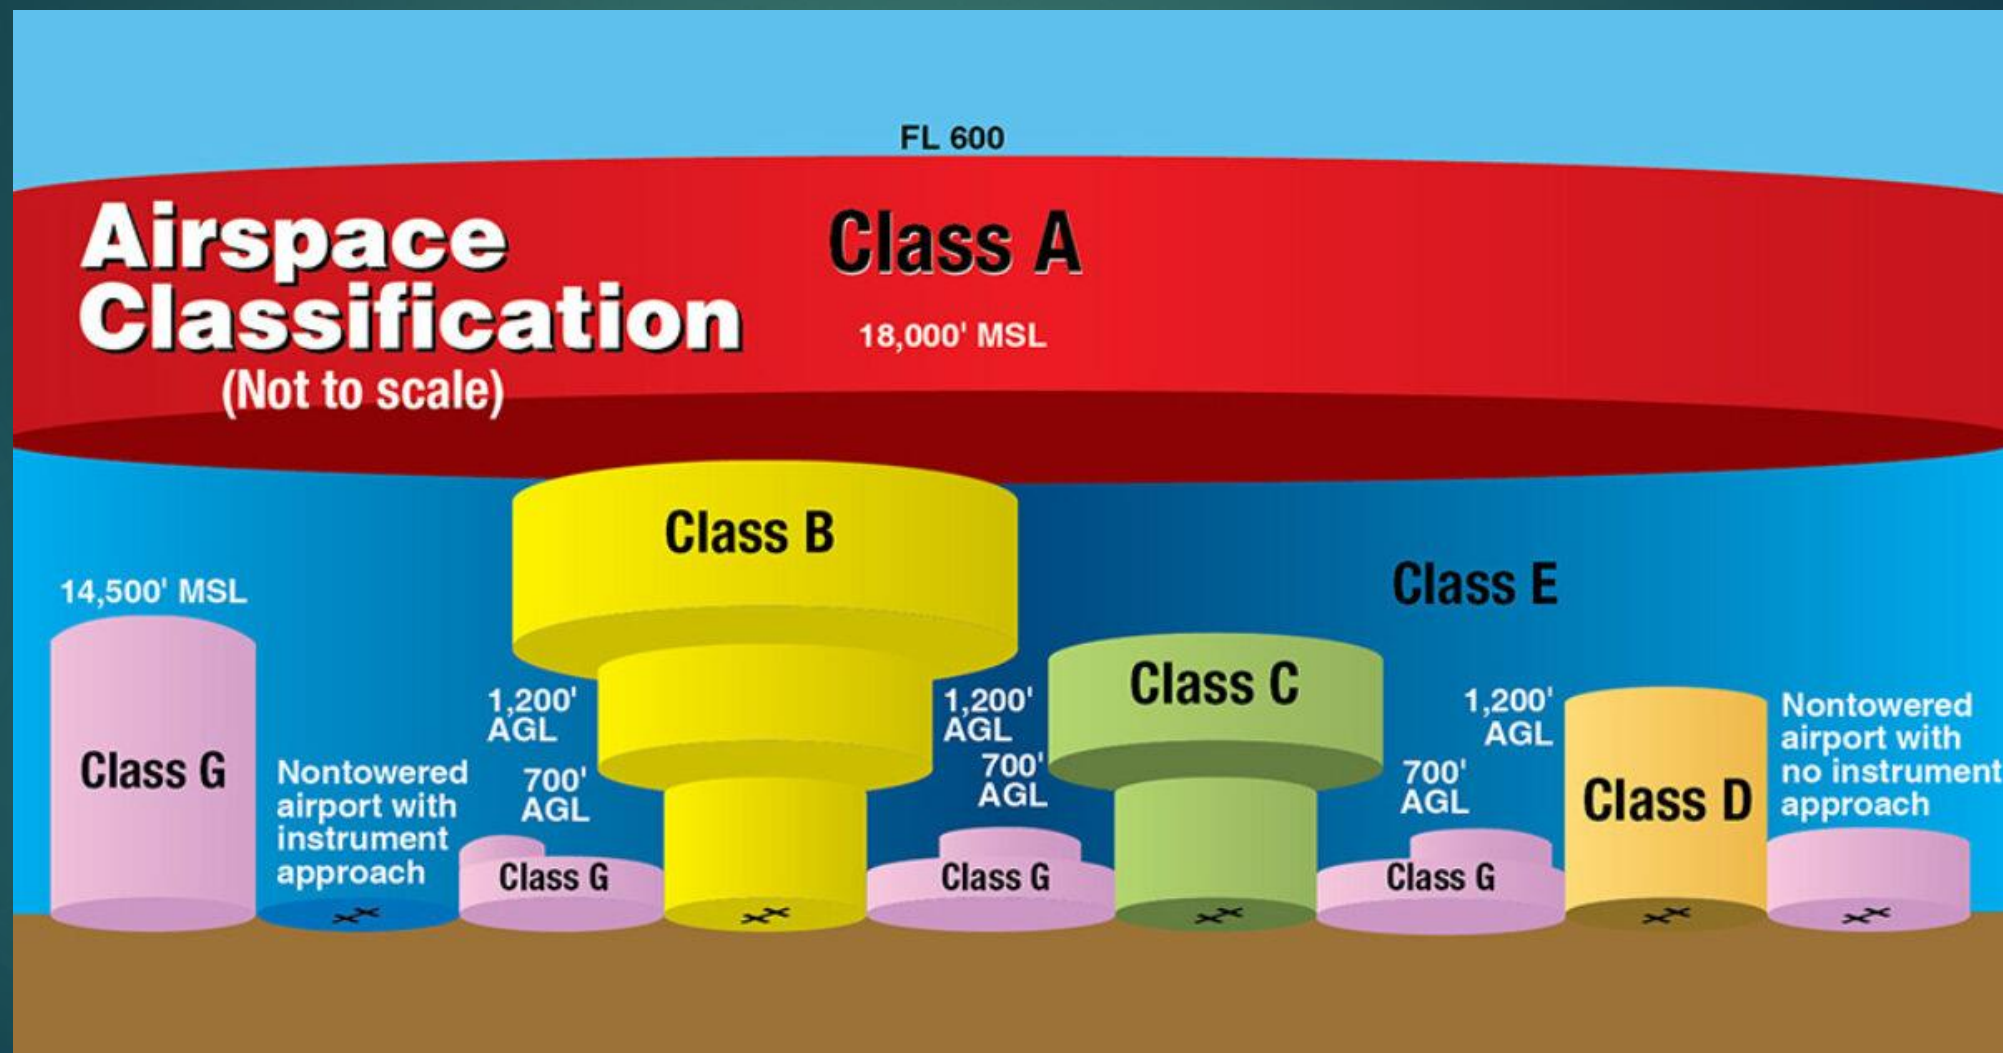 FL 600
Airspace
Classification
(Not to scale)
Class A
18,000' MSL
Class B
Class E
14,500' MSL
Class G
Nontowered
airport with
instrument
approach
1,200'
AGL
700'
AGL
Class G
1,200'
AGL
700'
AGL
Class G
Class C
1,200'
AGL
700'
AGL
Class G
Class D
Nontowered
airport with
no instrument
approach